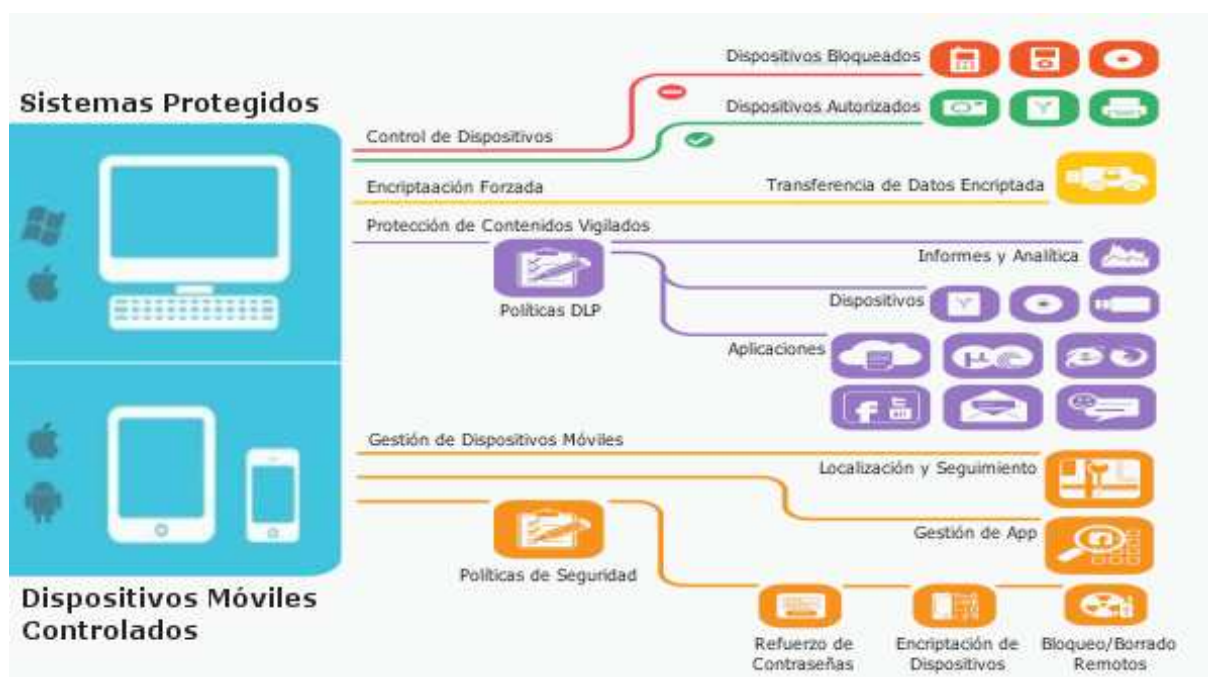 Sistemas Protegidos
Dispositivos Bloqueados
Dispositivos Autorizados
Control de Dispositivos
Encriptaación Forzada
Transferencia de Datos Encriptada
Protección de Contenidos Vigilados
Políticas DLP
Informes y Analítica
Dispositivos
Aplicaciones
Gestión de Dispositivos Móviles
Localización y Seguimiento
Gestión de App
Políticas de Seguridad
Refuerzo de
Contraseñas
Encriptación de
Dispositivos
Bloqueo/Borrado
Remotos
Dispositivos Móviles
Controlados